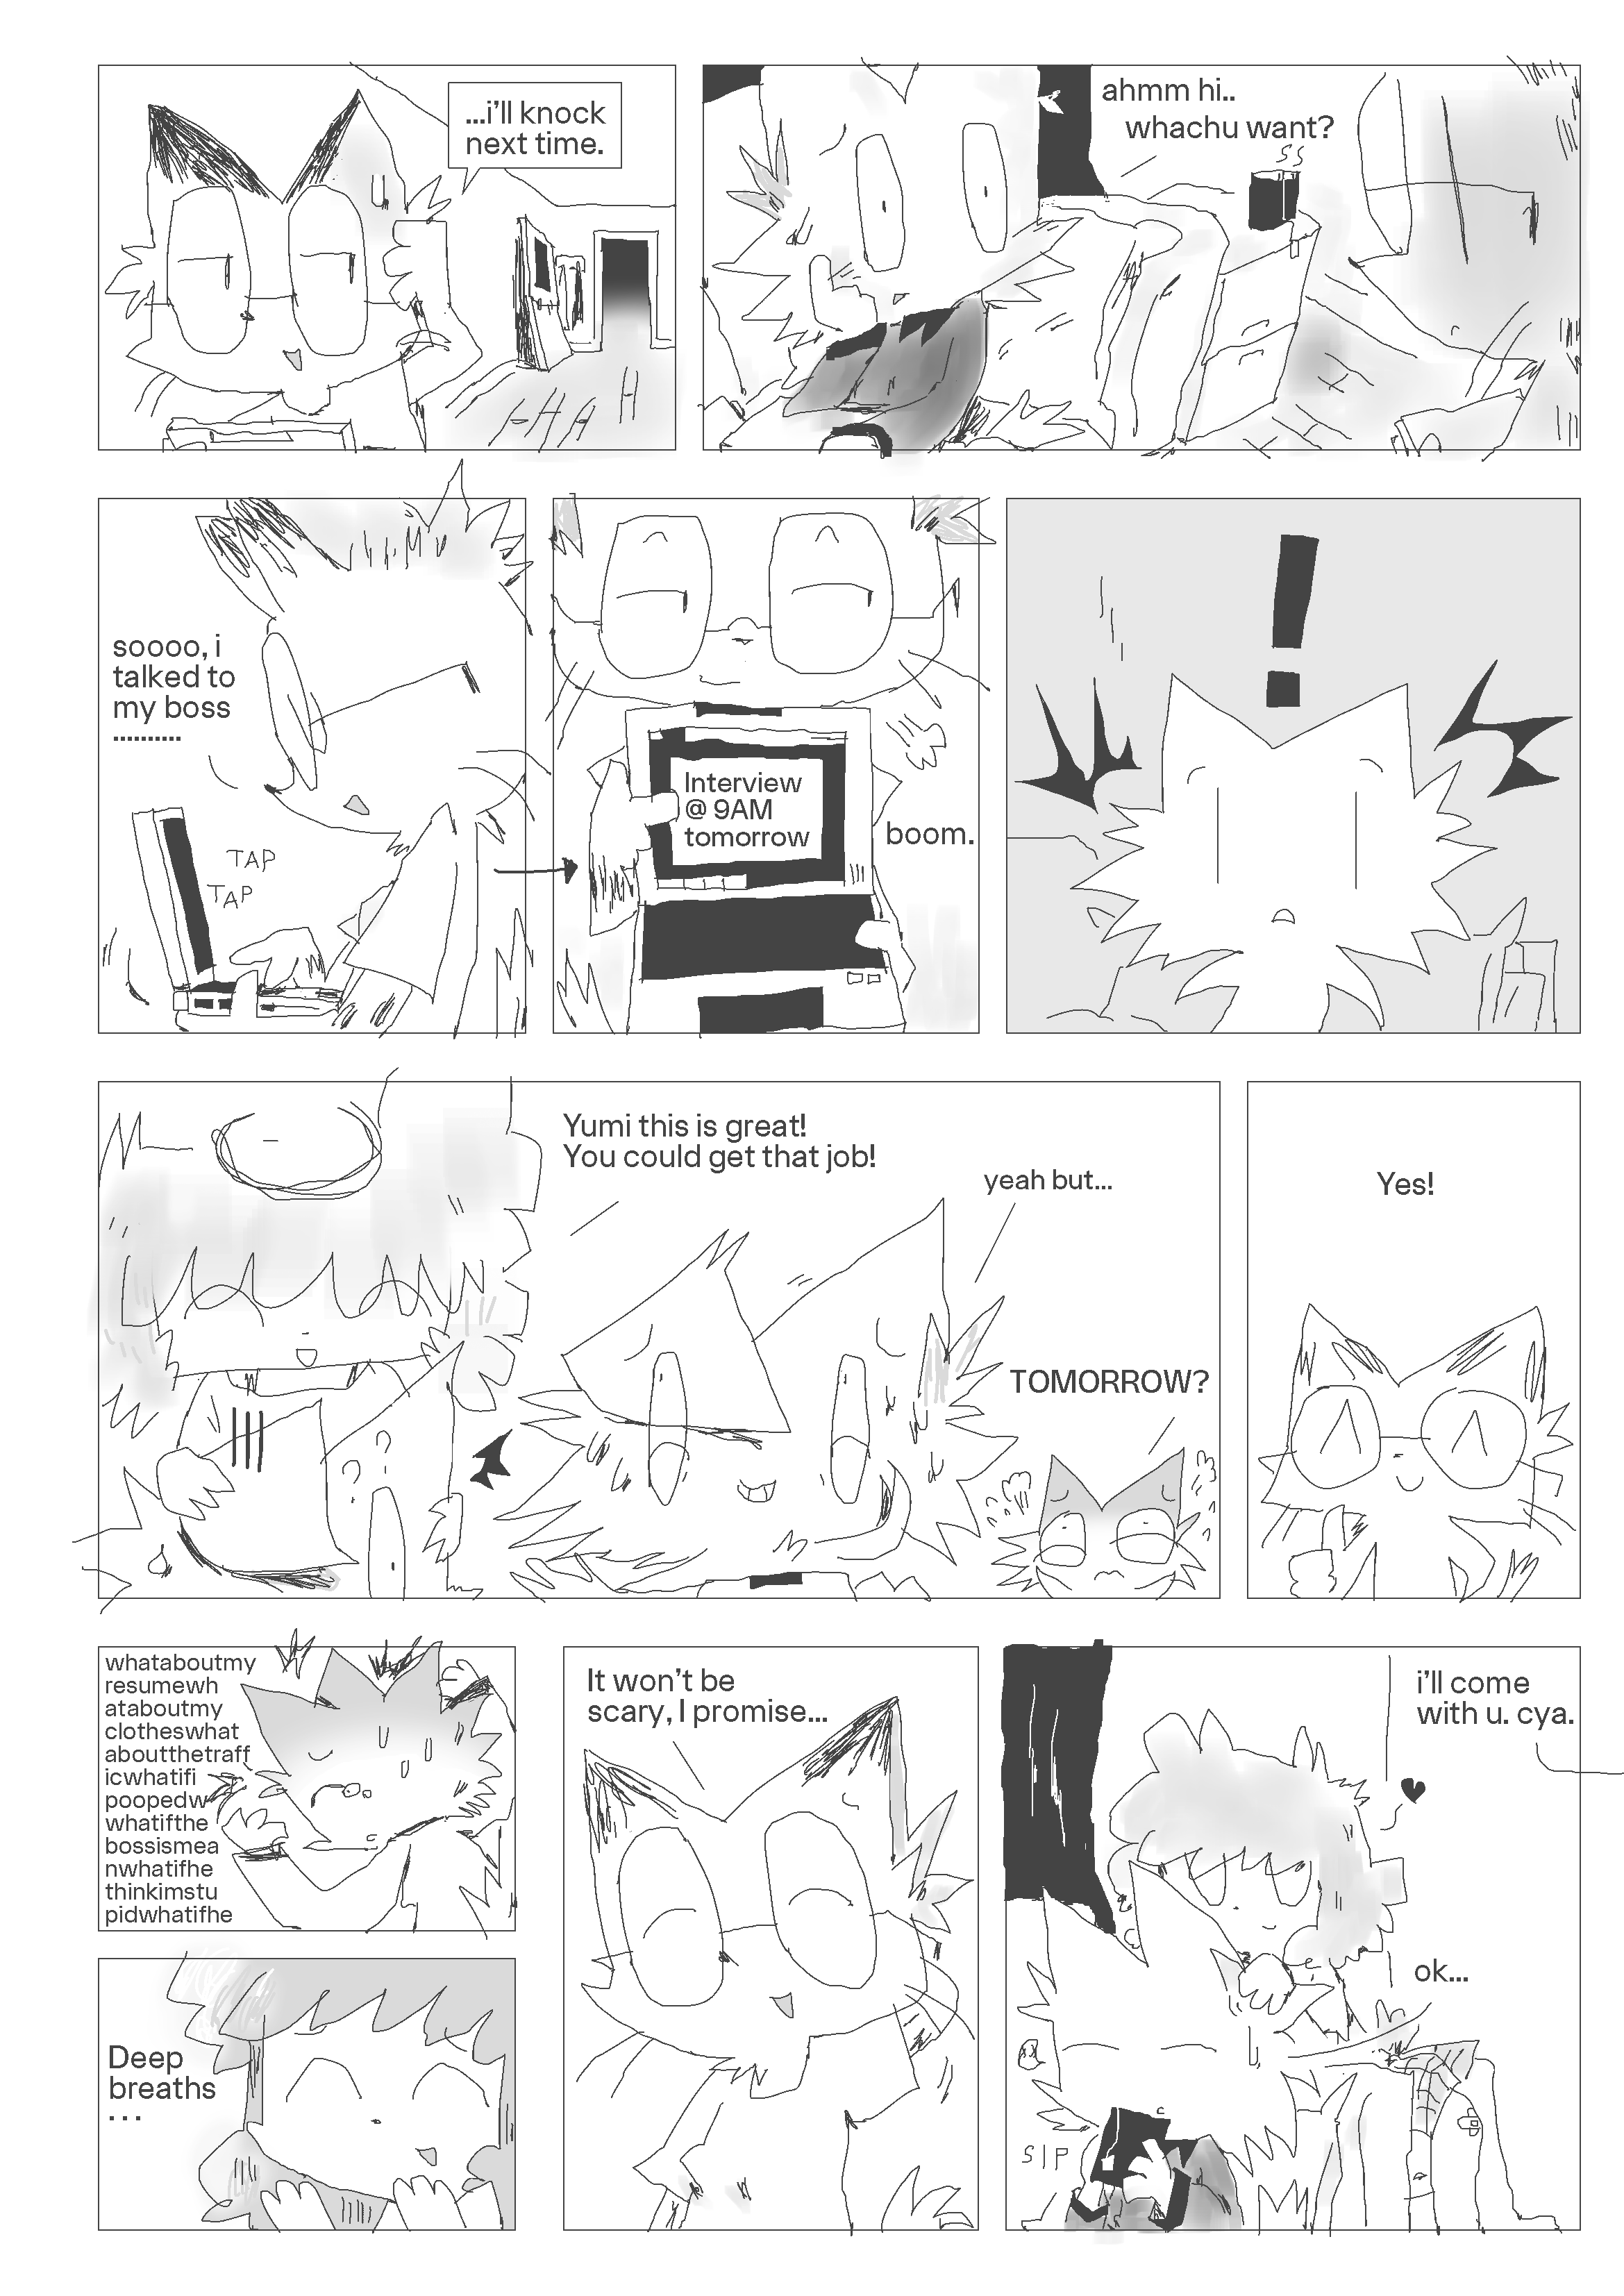 ...i'll knock
next time.
HAH
ahmm hi..
whachu want?
soooo, i
talked to
my boss
..........
TAP
TAP
Interview
@ 9AM
tomorrow
boom.
!
Yumi this is great!
You could get that job!
yeah but...
TOMORROW?
? ?
Yes!
whataboutmy
resumewh
ataboutmy
clotheswhat
aboutthetraff
icwhatifi
poopedw
whatifthe
bossismea
nwhatifhe
thinkimstu
pidwhatifhe
Deep
breaths
...
It won't be
scary, I promise...
i'll come
with u. cya.
ok...
SIP